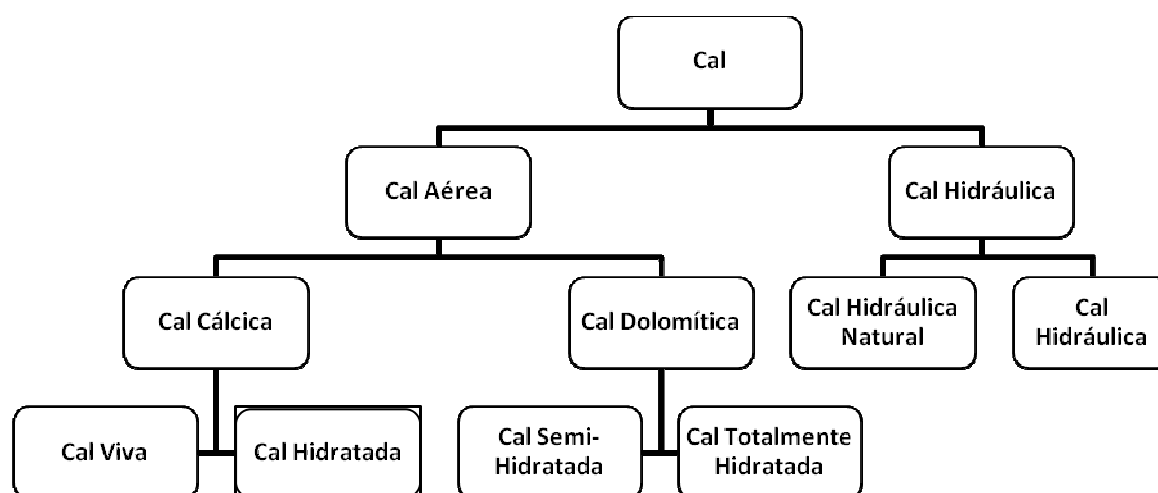 Cal
Cal Aérea
Cal Hidráulica
Cal Cálcica
Cal Dolomítica
Cal Hidráulica
Natural
Cal
Hidráulica
Cal Viva
Cal Hidratada
Cal Semi-
Hidratada
Cal Totalmente
Hidratada